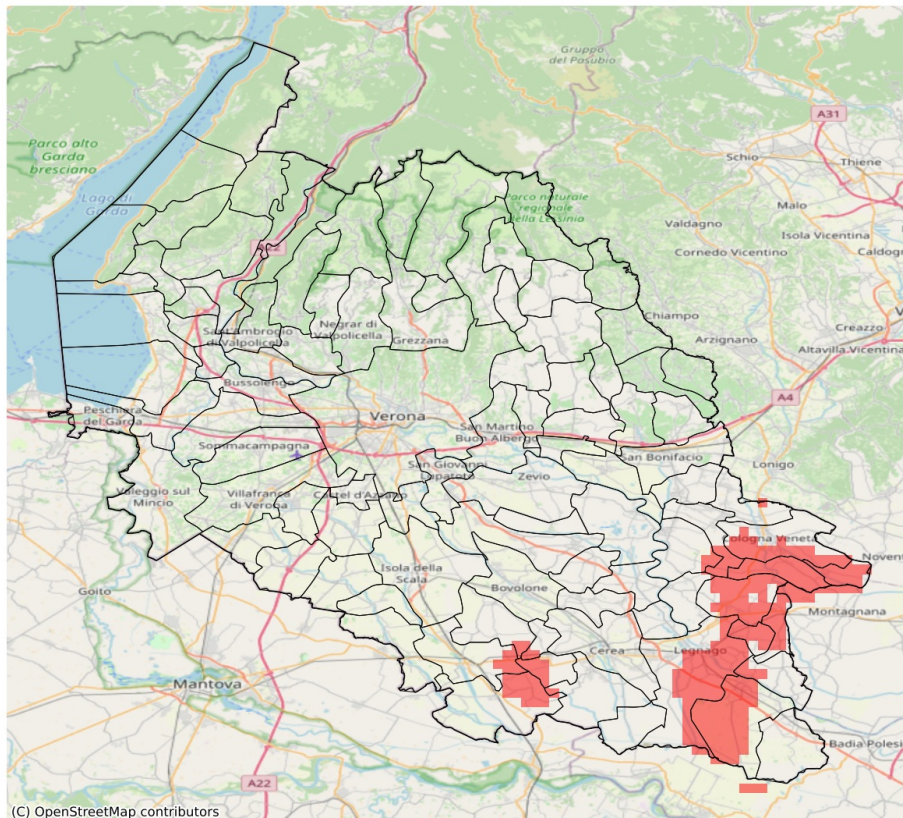 Gruppo
del Pasubio
A31
Schio
Thiene
Parco alto
Garda
bresciano
Lago di
Garda
Parco naturale
regionale
della Lessinia
Malo
Valdagno
Isola Vicentina
Cornedo Vicentino
Caldogn
A22
Chiampo
Sant'Ambrogio
di Valpolicella
Negrar di
Valpolicella
Grezzana
Arzignano
Creazzo
Altavilla Vicentina
Bussolengo
A4
Peschiera
del Garda
Verona
San Martino
Buon Albergo
Sommacampagna
San Bonifacio
San Giovanni
Lupatoto
Zevio
Lonigo
Valeggio sul
Mincio
Villafranca
di Verona
Castel d'Azzano
Cologna Veneta
Novent
Isola della
Scala
Goito
Bovolone
Montagnana
Cerea
Legnago
Mantova
Badia Polesi
A22
(C) OpenStreetMap contributors